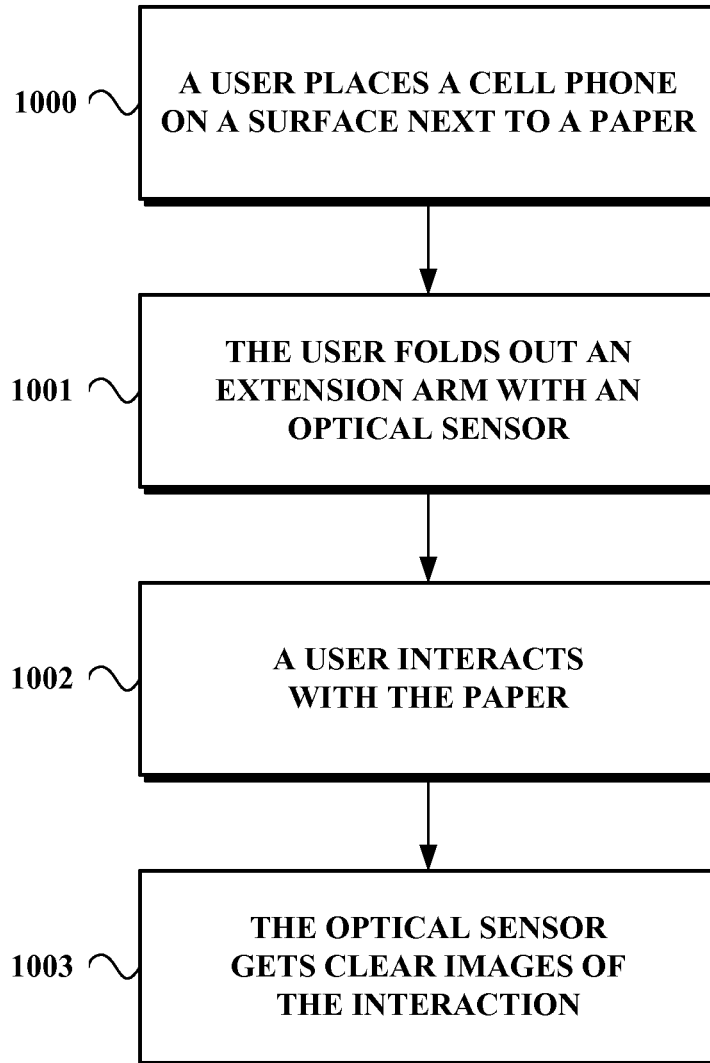 1000
A USER PLACES A CELL PHONE
ON A SURFACE NEXT TO A PAPER
1001
THE USER FOLDS OUT AN
EXTENSION ARM WITH AN
OPTICAL SENSOR
1002
A USER INTERACTS
WITH THE PAPER
1003
THE OPTICAL SENSOR
GETS CLEAR IMAGES OF
THE INTERACTION